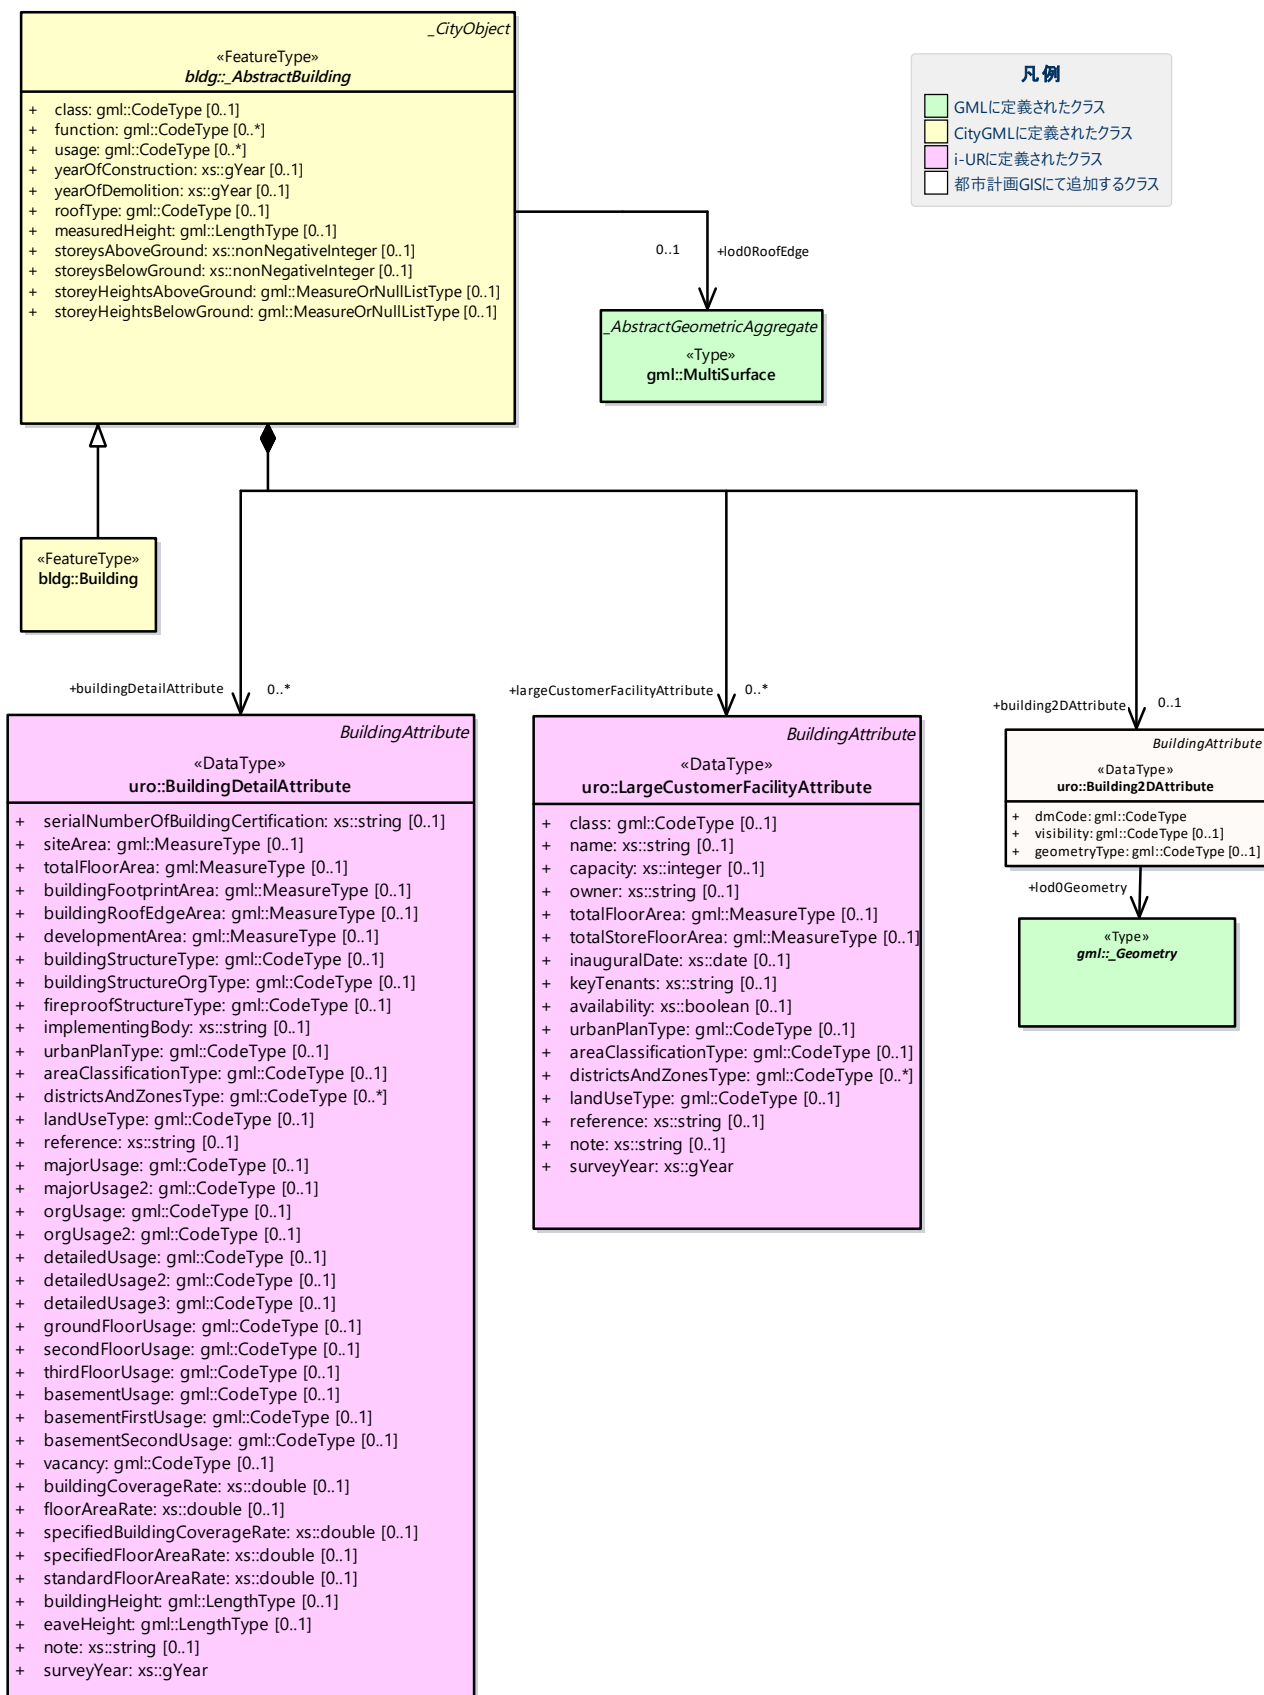 _CityObject
«FeatureType»
bldg::_AbstractBuilding
+ class: gml::CodeType [0..1]
+ function: gml::CodeType [0..*]
+ usage: gml::CodeType [0..*]
+ yearOfConstruction: xs::gYear [0..1]
+ yearOfDemolition: xs::gYear [0..1]
+ roofType: gml::CodeType [0..1]
+ measuredHeight: gml::LengthType [0..1]
+ storeysAboveGround: xs::nonNegativeInteger [0..1]
+ storeysBelowGround: xs::nonNegativeInteger [0..1]
+ storeyHeightsAboveGround: gml::MeasureOrNullListType [0..1]
+ storeyHeightsBelowGround: gml::MeasureOrNullListType [0..1]
凡例
GMLに定義されたクラス
CityGMLに定義されたクラス
i-URに定義されたクラス
都市計画GISにて追加するクラス
0..1 +lod0RoofEdge
_AbstractGeometricAggregate
«Type»
gml::MultiSurface
«FeatureType»
bldg::Building
+buildingDetailAttribute 0..*
BuildingAttribute
«DataType»
uro::BuildingDetailAttribute
+ serialNumberOfBuildingCertification: xs::string [0..1]
+ siteArea: gml::MeasureType [0..1]
+ totalFloorArea: gml:MeasureType [0..1]
+ buildingFootprintArea: gml::MeasureType [0..1]
+ buildingRoofEdgeArea: gml::MeasureType [0..1]
+ developmentArea: gml::MeasureType [0..1]
+ buildingStructureType: gml::CodeType [0..1]
+ buildingStructureOrgType: gml::CodeType [0..1]
+ fireproofStructureType: gml::CodeType [0..1]
+ implementingBody: xs::string [0..1]
+ urbanPlanType: gml::CodeType [0..1]
+ areaClassificationType: gml::CodeType [0..1]
+ districtsAndZonesType: gml::CodeType [0..*]
+ landUseType: gml::CodeType [0..1]
+ reference: xs::string [0..1]
+ majorUsage: gml::CodeType [0..1]
+ majorUsage2: gml::CodeType [0..1]
+ orgUsage: gml::CodeType [0..1]
+ orgUsage2: gml::CodeType [0..1]
+ detailedUsage: gml::CodeType [0..1]
+ detailedUsage2: gml::CodeType [0..1]
+ detailedUsage3: gml::CodeType [0..1]
+ groundFloorUsage: gml::CodeType [0..1]
+ secondFloorUsage: gml::CodeType [0..1]
+ thirdFloorUsage: gml::CodeType [0..1]
+ basementUsage: gml::CodeType [0..1]
+ basementFirstUsage: gml::CodeType [0..1]
+ basementSecondUsage: gml::CodeType [0..1]
+ vacancy: gml::CodeType [0..1]
+ buildingCoverageRate: xs::double [0..1]
+ floorAreaRate: xs::double [0..1]
+ specifiedBuildingCoverageRate: xs::double [0..1]
+ specifiedFloorAreaRate: xs::double [0..1]
+ standardFloorAreaRate: xs::double [0..1]
+ buildingHeight: gml::LengthType [0..1]
+ eaveHeight: gml::LengthType [0..1]
+ note: xs::string [0..1]
+ surveyYear: xs::gYear
+largeCustomerFacilityAttribute 0..*
BuildingAttribute
«DataType»
uro::LargeCustomerFacilityAttribute
+ class: gml::CodeType [0..1]
+ name: xs::string [0..1]
+ capacity: xs::integer [0..1]
+ owner: xs::string [0..1]
+ totalFloorArea: gml::MeasureType [0..1]
+ totalStoreFloorArea: gml::MeasureType [0..1]
+ inauguralDate: xs::date [0..1]
+ keyTenants: xs::string [0..1]
+ availability: xs::boolean [0..1]
+ urbanPlanType: gml::CodeType [0..1]
+ areaClassificationType: gml::CodeType [0..1]
+ districtsAndZonesType: gml::CodeType [0..*]
+ landUseType: gml::CodeType [0..1]
+ reference: xs::string [0..1]
+ note: xs::string [0..1]
+ surveyYear: xs::gYear
+building2DAttribute 0..1
BuildingAttribute
«DataType»
uro::Building2DAttribute
+ dmCode: gml::CodeType
+ visibility: gml::CodeType [0..1]
+ geometryType: gml::CodeType [0..1]
+lod0Geometry
«Type»
gml::_Geometry